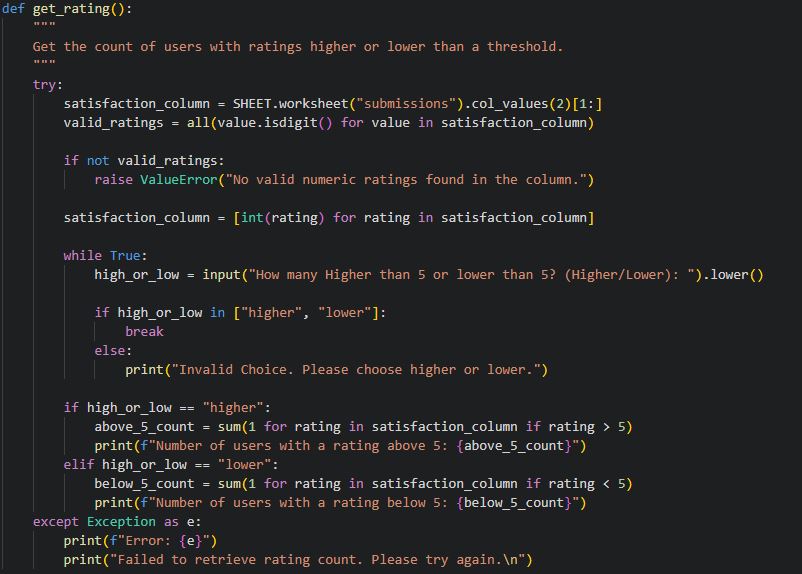 def get_rating():
    """
    Get the count of users with ratings higher or lower than a threshold.
    """
    try:
        satisfaction_column = SHEET.worksheet("submissions").col_values(2)[1:]
        valid_ratings = all(value.isdigit() for value in satisfaction_column)

        if not valid_ratings:
            raise ValueError("No valid numeric ratings found in the column.")

        satisfaction_column = [int(rating) for rating in satisfaction_column]

        while True:
            high_or_low = input("How many Higher than 5 or lower than 5? (Higher/Lower): ").lower()

            if high_or_low in ["higher", "lower"]:
                break
            else:
                print("Invalid Choice. Please choose higher or lower.")

        if high_or_low == "higher":
            above_5_count = sum(1 for rating in satisfaction_column if rating > 5)
            print(f"Number of users with a rating above 5: {above_5_count}")
        elif high_or_low == "lower":
            below_5_count = sum(1 for rating in satisfaction_column if rating < 5)
            print(f"Number of users with a rating below 5: {below_5_count}")
    except Exception as e:
        print(f"Error: {e}")
        print("Failed to retrieve rating count. Please try again.\n")